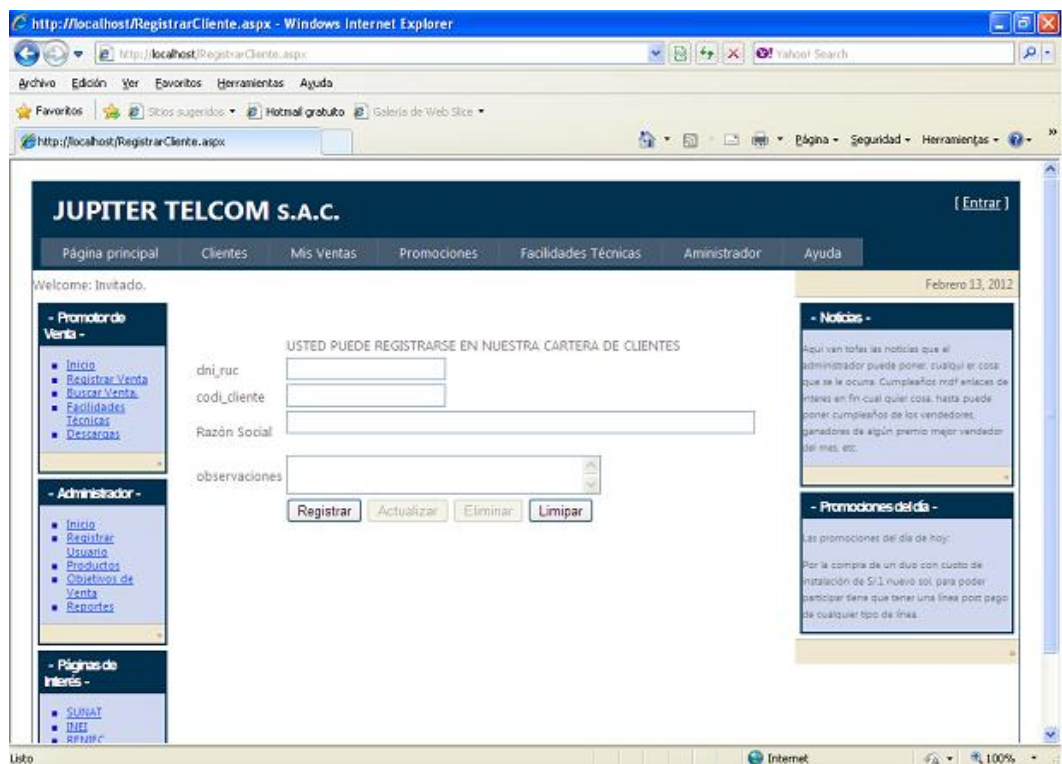 http://localhost/RegistrarCliente.aspx - Windows Internet Explorer
http://localhost/RegistrarCliente.aspx
Yahoo! Search
Archivo Edición Ver Favoritos Herramientas Ayuda
Favoritos Sitios sugeridos Hotmail gratuito Galería de Web Slice
http://localhost/RegistrarCliente.aspx
Página Seguridad Herramientas
JUPITER TELCOM S.A.C.
[ Entrar ]
Página principal Clientes Mis Ventas Promociones Facilidades Técnicas Aministrador Ayuda
Welcome: Invitado.
Febrero 13, 2012
- Promotor de
Venta -
Inicio
Registrar Venta
Buscar Venta.
Facilidades
Técnicas
Descargas
- Administrador -
Inicio
Registrar
Usuario
Productos
Objetivos de
Venta
Reportes
- Páginas de
Interés -
SUNAT
INEI
RENIEC
USTED PUEDE REGISTRARSE EN NUESTRA CARTERA DE CLIENTES
dni_ruc
codi_cliente
Razón Social
observaciones
Registrar Actualizar Eliminar Limipar
- Noticias -
Aqui van tofas las noticias que el
administrador puede poner, cualqui er cosa
que se le ocurra. Cumpleaños mdf enlaces de
interes en fin cual quier cosa, hasta puede
poner cumpleaños de los vendedores,
ganadores de algún premio mejor vendedor
del mes, etc.
- Promociones del día -
Las promociones del día de hoy:
Por la compra de un duo con custo de
instalación de S/.1 nuevo sol, para poder
participar tiene que tener una línea post pago
de cualquier tipo de línea.
Listo
Internet
100%